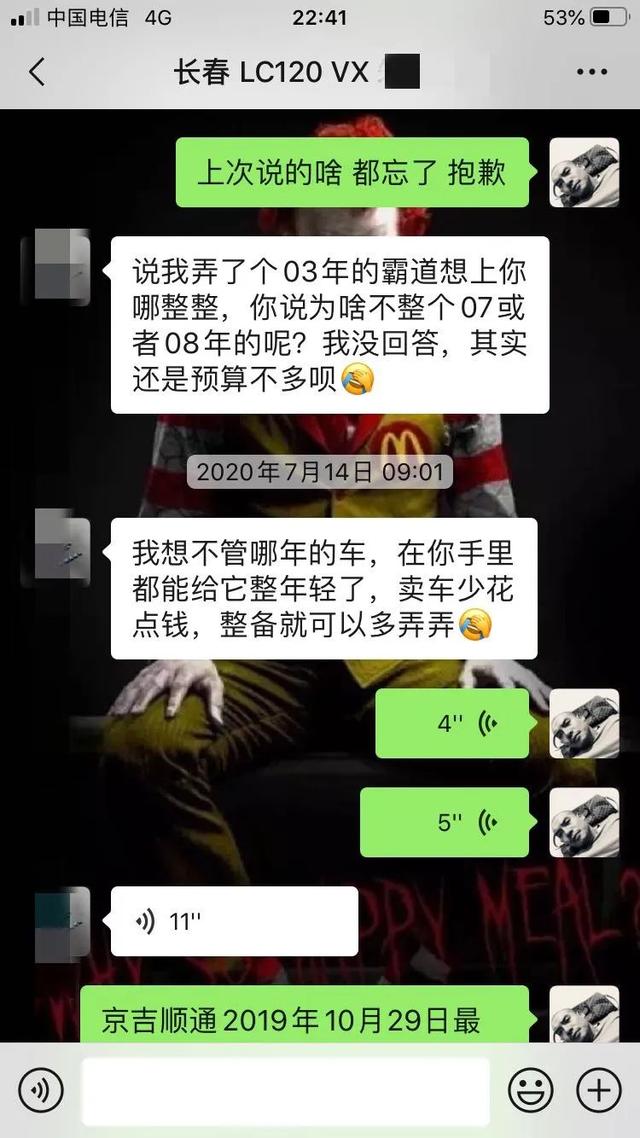 中国电信 4G 22:41 53%
长春 LC120 VX
上次说的啥 都忘了 抱歉
说我弄了个03年的霸道想上你
哪整整，你说为啥不整个07或
者08年的呢？我没回答，其实
还是预算不多呗
2020年7月14日 09:01
我想不管哪年的车，在你手里
都能给它整年轻了，卖车少花
点钱，整备就可以多弄弄
4''
5''
11''
HAPPY MEAL?
京吉顺通2019年10月29日最